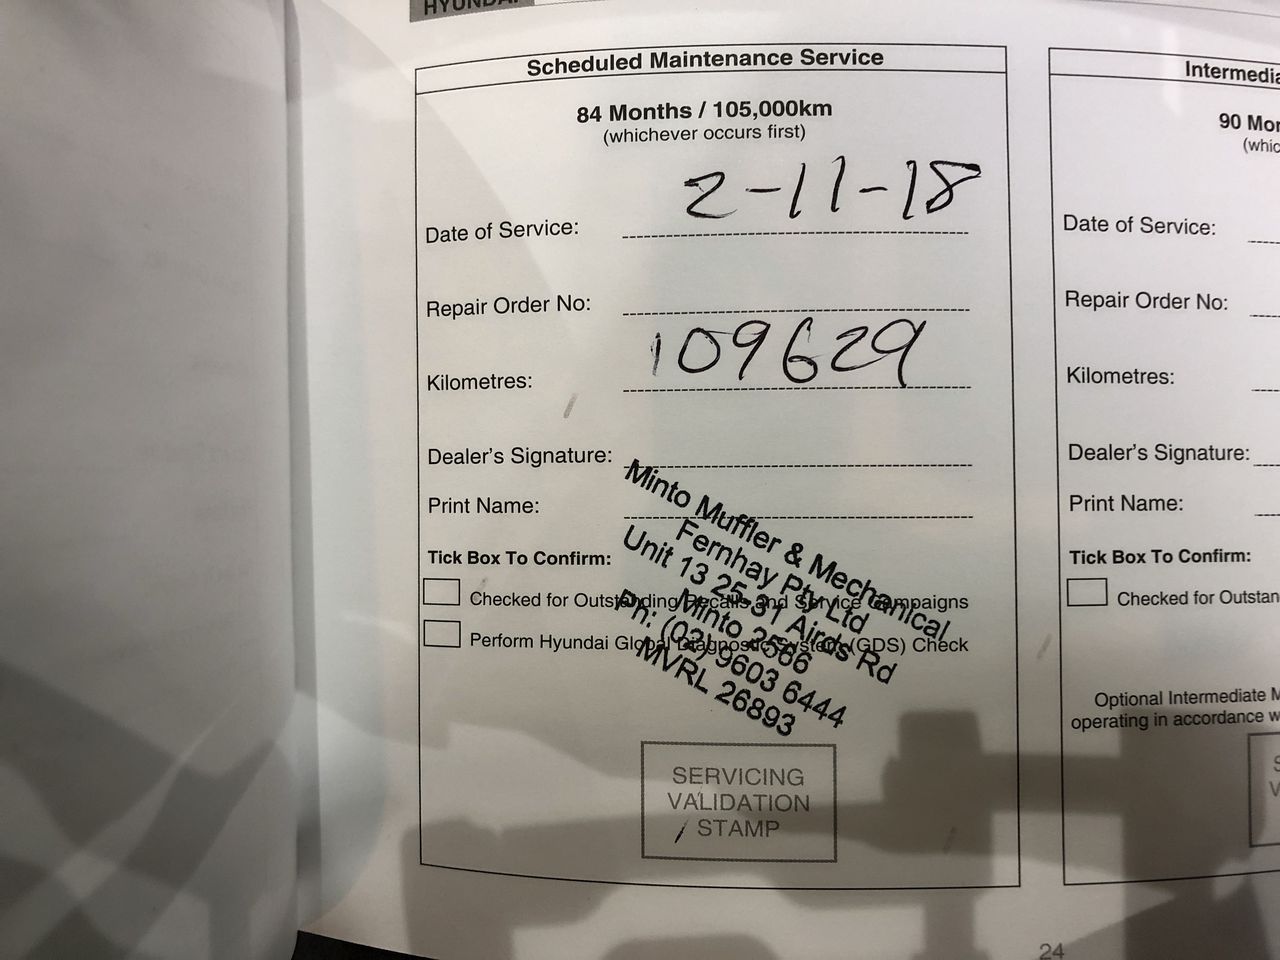 HYUNDAI
Scheduled Maintenance Service
84 Months / 105,000km
(whichever occurs first)
Date of Service: 2-11-18
Repair Order No:
Kilometres: 109629
Dealer's Signature:
Print Name:
Tick Box To Confirm:
Checked for Outstanding Recalls and Service Campaigns
Perform Hyundai Global Diagnostic System (GDS) Check
Minto Muffler & Mechanical
Fernhay Pty Ltd
Unit 13 25-31 Airds Rd
Minto 2566
Ph: (02) 9603 6444
MVRL 26893
SERVICING
VALIDATION
STAMP
Intermedia
90 Mon
(whic
Date of Service:
Repair Order No:
Kilometres:
Dealer's Signature:
Print Name:
Tick Box To Confirm:
Checked for Outstan
Optional Intermediate M
operating in accordance w
S
V
24